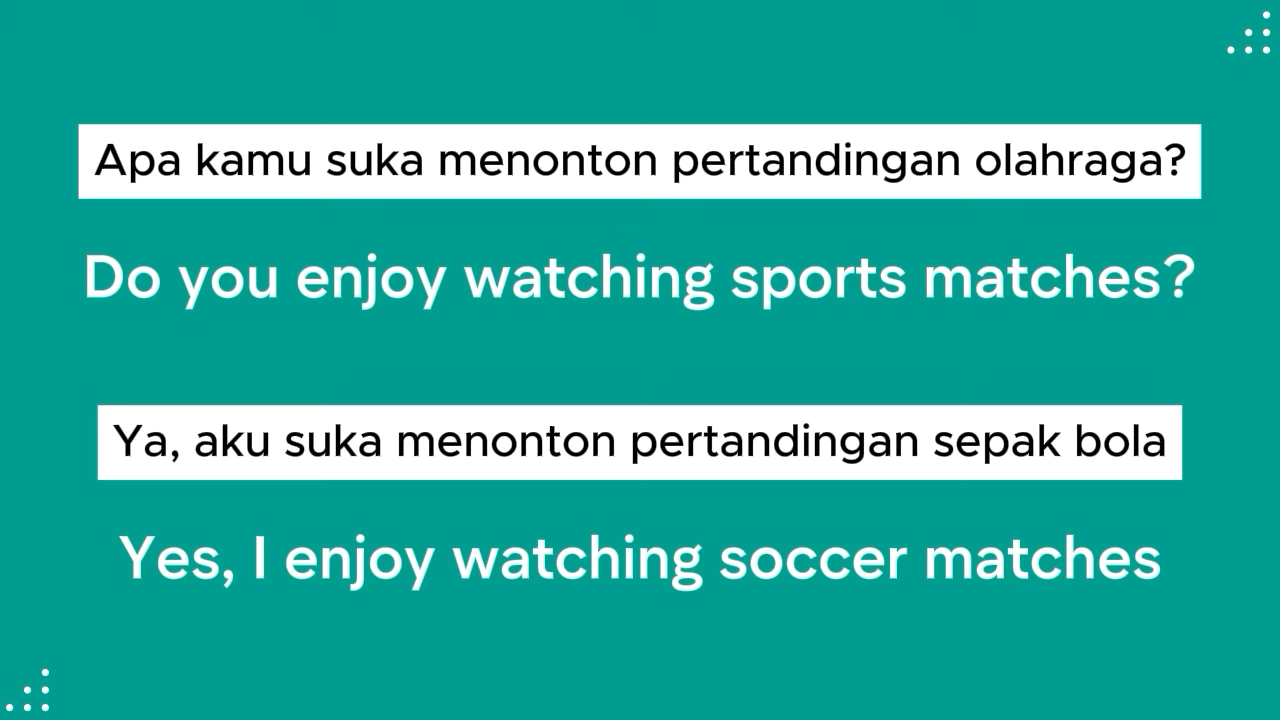 Apa kamu suka menonton pertandingan olahraga?
Do you enjoy watching sports matches?
Ya, aku suka menonton pertandingan sepak bola
Yes, I enjoy watching soccer matches